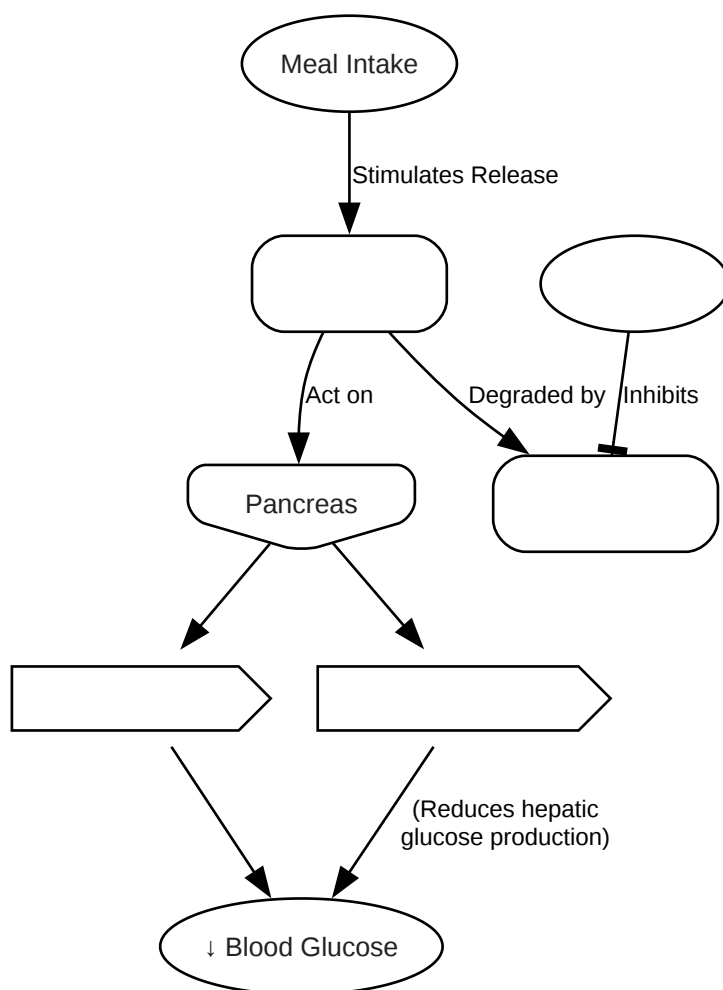 Meal Intake
Stimulates Release
Act on
Degraded by
Inhibits
Pancreas
(Reduces hepatic
glucose production)
↓ Blood Glucose